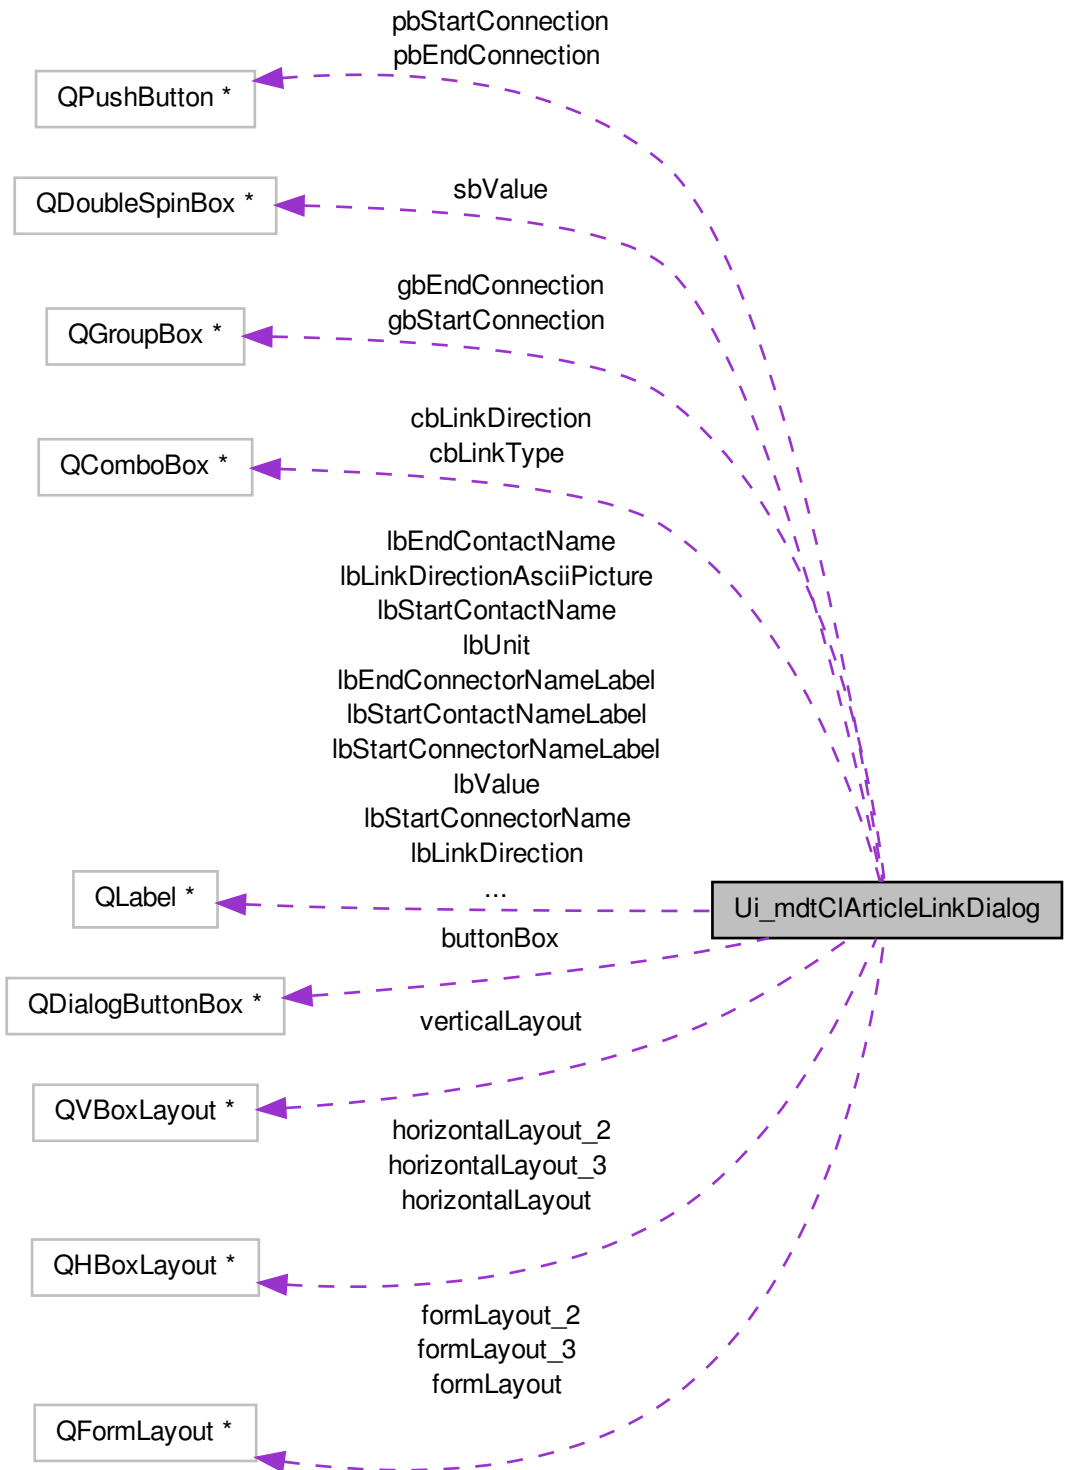 pbStartConnection
pbEndConnection
QPushButton *
sbValue
QDoubleSpinBox *
gbEndConnection
gbStartConnection
QGroupBox *
cbLinkDirection
cbLinkType
QComboBox *
lbEndContactName
lbLinkDirectionAsciiPicture
lbStartContactName
lbUnit
lbEndConnectorNameLabel
lbStartContactNameLabel
lbStartConnectorNameLabel
lbValue
lbStartConnectorName
lbLinkDirection
...
QLabel *
Ui_mdtClArticleLinkDialog
buttonBox
QDialogButtonBox *
verticalLayout
QVBoxLayout *
horizontalLayout_2
horizontalLayout_3
horizontalLayout
QHBoxLayout *
formLayout_2
formLayout_3
formLayout
QFormLayout *